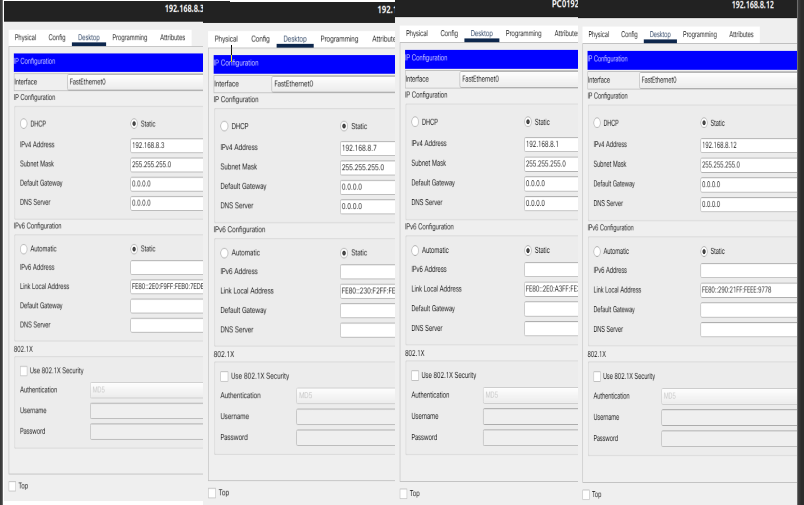 192.168.8.3
Physical Config Desktop Programming Attributes
IP Configuration
Interface FastEthernet0
IP Configuration
DHCP Static
IPv4 Address 192.168.8.3
Subnet Mask 255.255.255.0
Default Gateway 0.0.0.0
DNS Server 0.0.0.0
IPv6 Configuration
Automatic Static
IPv6 Address
Link Local Address FE80::2E0:F9FF:FEB0:7EDE
Default Gateway
DNS Server
802.1X
Use 802.1X Security
Authentication MD5
Username
Password
Top
192.
Physical Config Desktop Programming Attribute
IP Configuration
Interface FastEthernet0
IP Configuration
DHCP Static
IPv4 Address 192.168.8.7
Subnet Mask 255.255.255.0
Default Gateway 0.0.0.0
DNS Server 0.0.0.0
IPv6 Configuration
Automatic Static
IPv6 Address
Link Local Address FE80::230:F2FF:FE
Default Gateway
DNS Server
802.1X
Use 802.1X Security
Authentication MD5
Username
Password
Top
PC0192
Physical Config Desktop Programming Attribute
IP Configuration
Interface FastEthernet0
IP Configuration
DHCP Static
IPv4 Address 192.168.8.1
Subnet Mask 255.255.255.0
Default Gateway 0.0.0.0
DNS Server 0.0.0.0
IPv6 Configuration
Automatic Static
IPv6 Address
Link Local Address FE80::2E0:A3FF:FE
Default Gateway
DNS Server
802.1X
Use 802.1X Security
Authentication MD5
Username
Password
Top
192.168.8.12
Physical Config Desktop Programming Attributes
IP Configuration
Interface FastEthernet0
IP Configuration
DHCP Static
IPv4 Address 192.168.8.12
Subnet Mask 255.255.255.0
Default Gateway 0.0.0.0
DNS Server 0.0.0.0
IPv6 Configuration
Automatic Static
IPv6 Address
Link Local Address FE80::290:21FF:FEEE:9778
Default Gateway
DNS Server
802.1X
Use 802.1X Security
Authentication MD5
Username
Password
Top